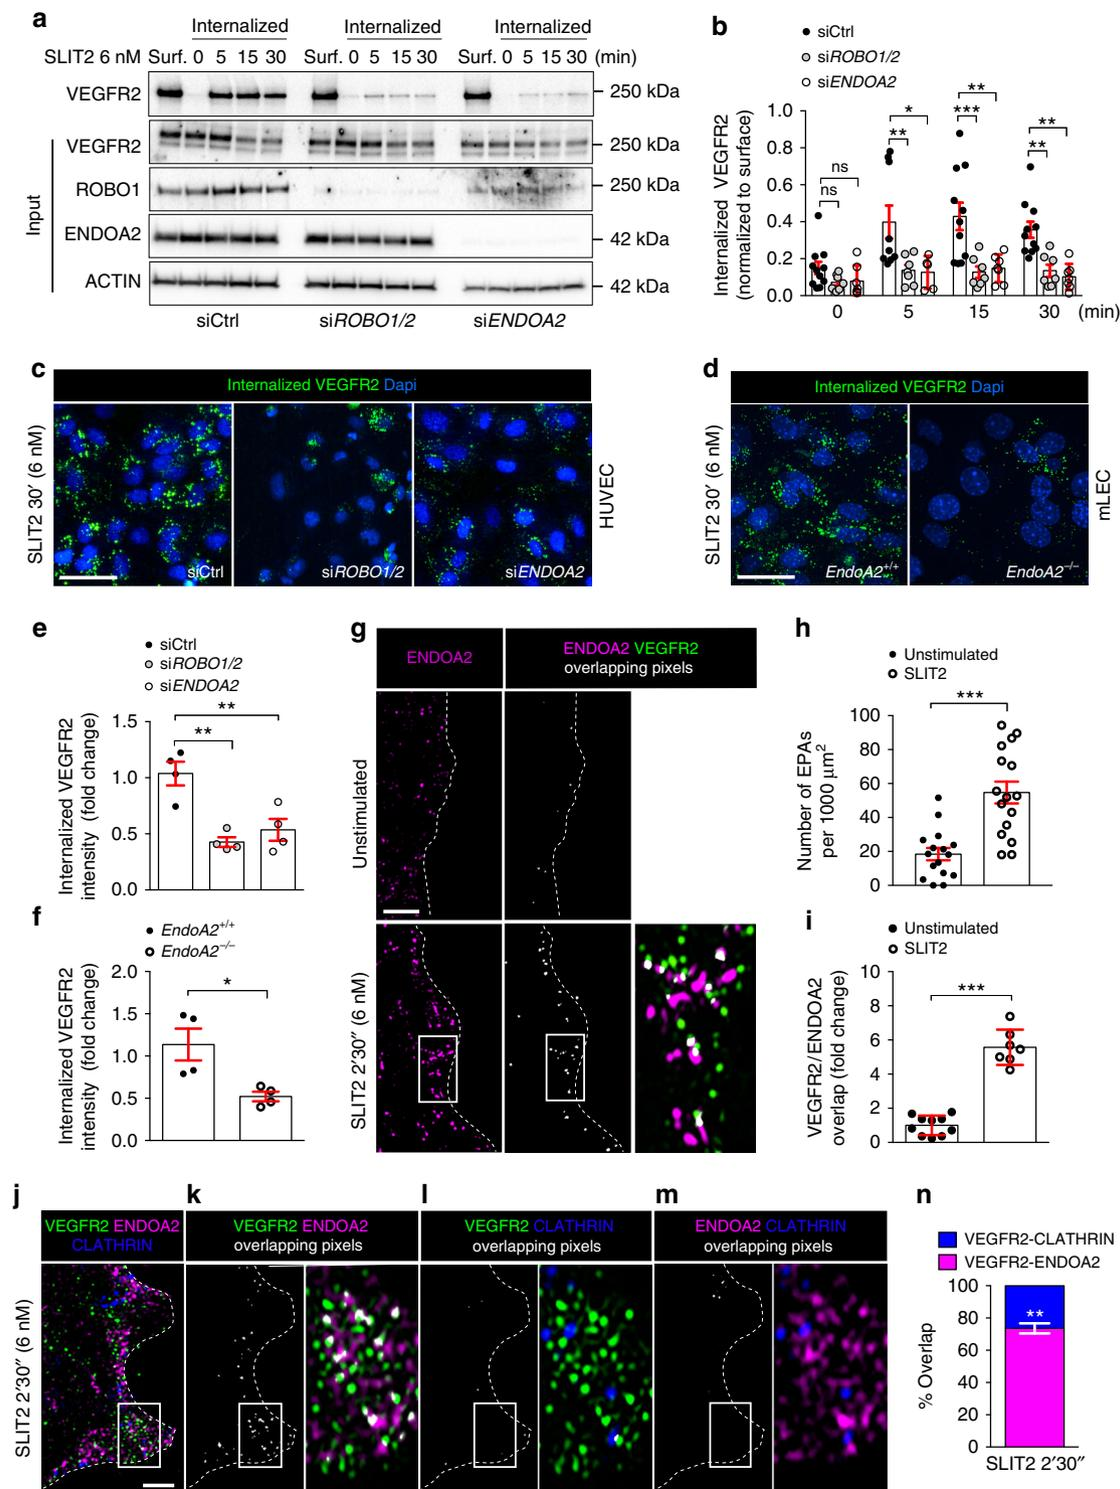 a
Internalized Internalized Internalized
SLIT2 6 nM Surf. 0 5 15 30 Surf. 0 5 15 30 Surf. 0 5 15 30 (min)
VEGFR2 250 kDa
VEGFR2 250 kDa
ROBO1 250 kDa
ENDOA2 42 kDa
ACTIN 42 kDa
Input
siCtrl siROBO1/2 siENDOA2
b
siCtrl
siROBO1/2
siENDOA2
Internalized VEGFR2
(normalized to surface)
1.0
0.8
0.6
0.4
0.2
0.0
ns
ns
**
*
***
**
**
**
0 5 15 30 (min)
c
Internalized VEGFR2 Dapi
SLIT2 30′ (6 nM)
siCtrl siROBO1/2 siENDOA2
HUVEC
d
Internalized VEGFR2 Dapi
SLIT2 30′ (6 nM)
EndoA2+/+ EndoA2−/−
mLEC
e
siCtrl
siROBO1/2
siENDOA2
Internalized VEGFR2
intensity (fold change)
1.5
1.0
0.5
0.0
**
**
f
EndoA2+/+
EndoA2−/−
Internalized VEGFR2
intensity (fold change)
2.0
1.5
1.0
0.5
0.0
*
g
ENDOA2
ENDOA2 VEGFR2
overlapping pixels
Unstimulated
SLIT2 2′30″ (6 nM)
h
Unstimulated
SLIT2
Number of EPAs
per 1000 μm2
100
80
60
40
20
0
***
i
Unstimulated
SLIT2
VEGFR2/ENDOA2
overlap (fold change)
10
8
6
4
2
0
***
j
VEGFR2 ENDOA2
CLATHRIN
SLIT2 2′30″ (6 nM)
k
VEGFR2 ENDOA2
overlapping pixels
l
VEGFR2 CLATHRIN
overlapping pixels
m
ENDOA2 CLATHRIN
overlapping pixels
n
VEGFR2-CLATHRIN
VEGFR2-ENDOA2
% Overlap
100
80
60
40
20
0
**
SLIT2 2′30″